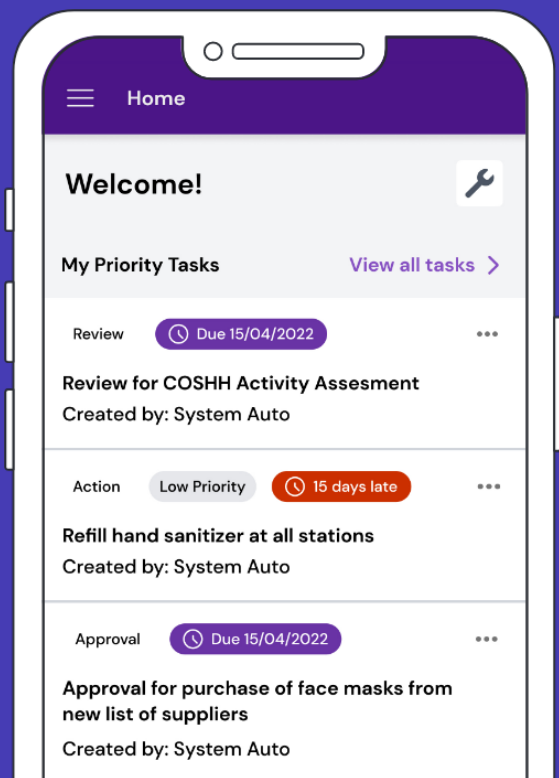 Home
Welcome!
My Priority Tasks View all tasks
Review Due 15/04/2022
Review for COSHH Activity Assesment
Created by: System Auto
Action Low Priority 15 days late
Refill hand sanitizer at all stations
Created by: System Auto
Approval Due 15/04/2022
Approval for purchase of face masks from
new list of suppliers
Created by: System Auto